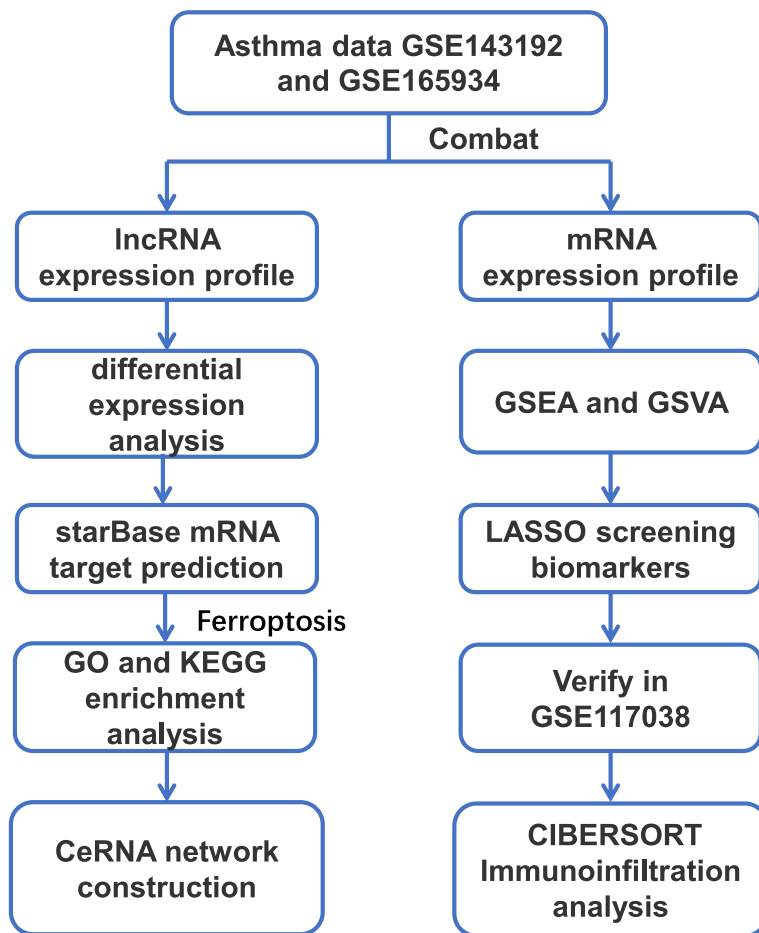 Asthma data GSE143192
and GSE165934
Combat
lncRNA
expression profile
differential
expression
analysis
starBase mRNA
target prediction
Ferroptosis
GO and KEGG
enrichment
analysis
CeRNA network
construction
mRNA
expression profile
GSEA and GSVA
LASSO screening
biomarkers
Verify in
GSE117038
CIBERSORT
Immunoinfiltration
analysis